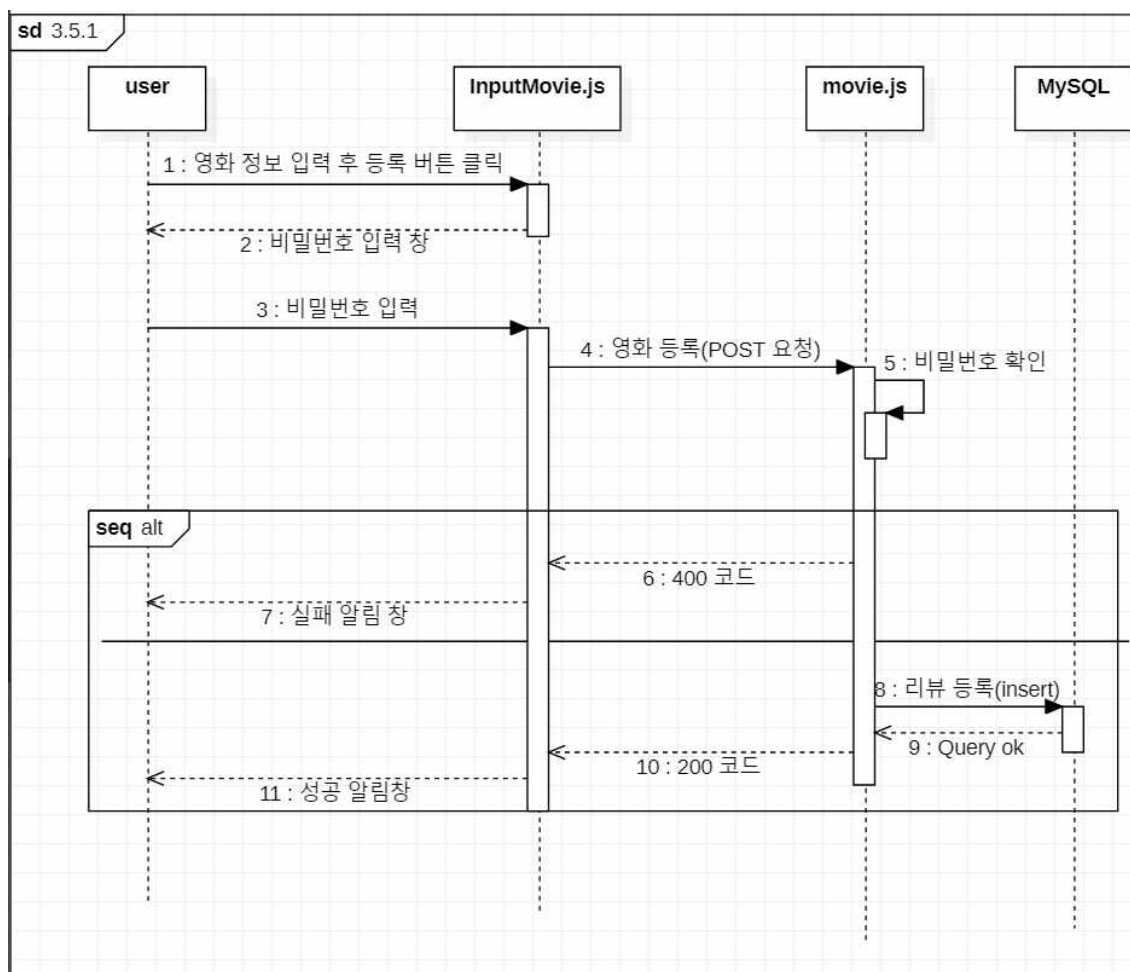 sd 3.5.1
user
InputMovie.js
movie.js
MySQL
1 : 영화 정보 입력 후 등록 버튼 클릭
2 : 비밀번호 입력 창
3 : 비밀번호 입력
4 : 영화 등록(POST 요청)
5 : 비밀번호 확인
seq alt
6 : 400 코드
7 : 실패 알림 창
8 : 리뷰 등록(insert)
9 : Query ok
10 : 200 코드
11 : 성공 알림창